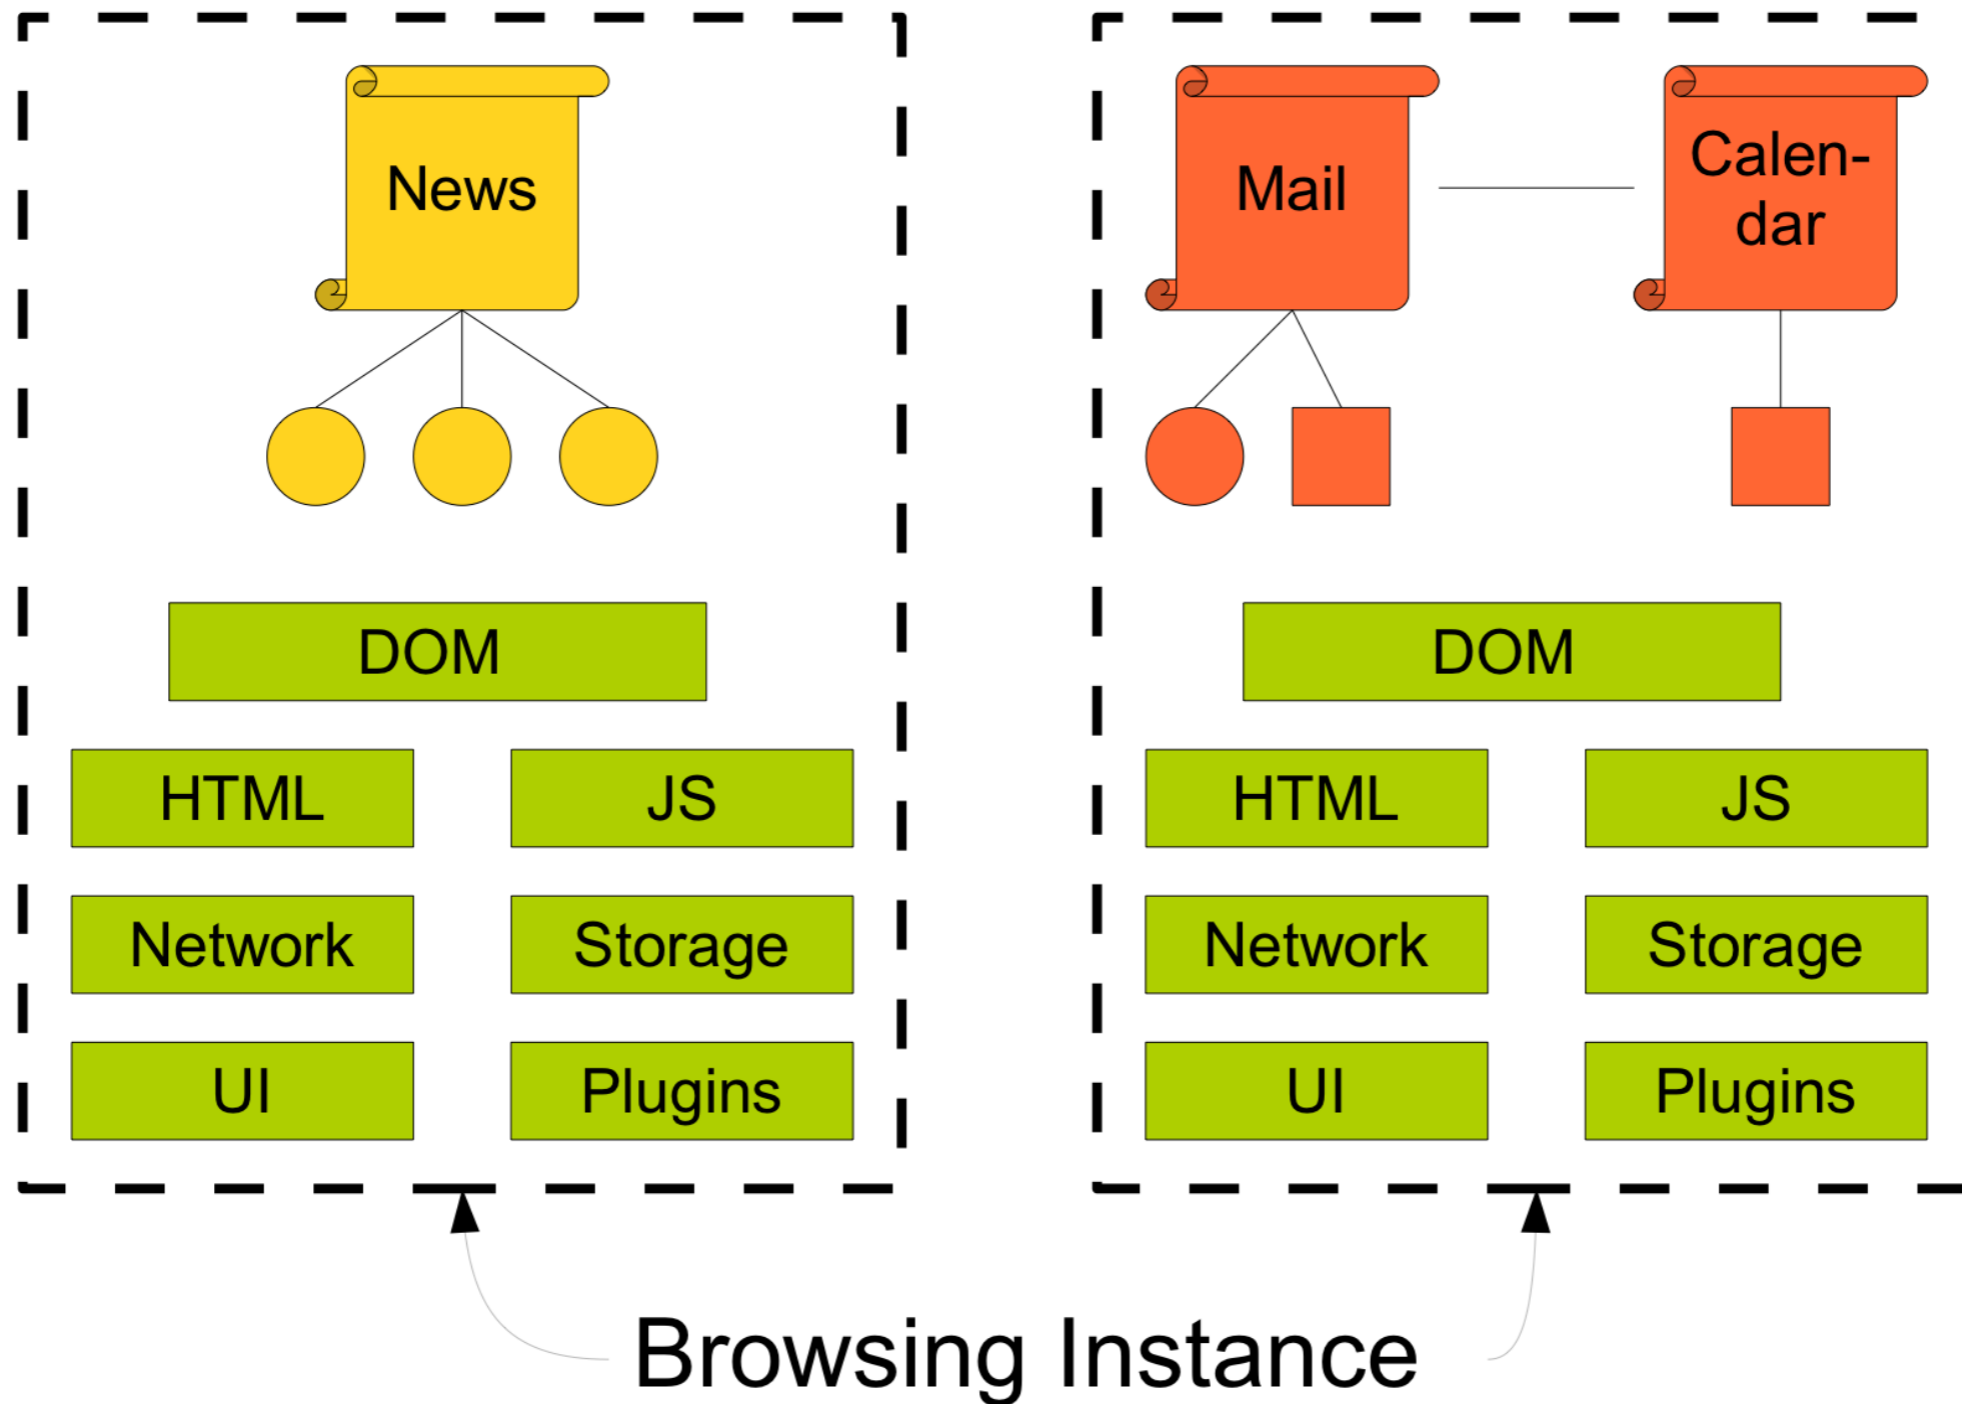 News
Mail
Calen-
dar
DOM
DOM
HTML
JS
HTML
JS
Network
Storage
Network
Storage
UI
Plugins
UI
Plugins
Browsing Instance